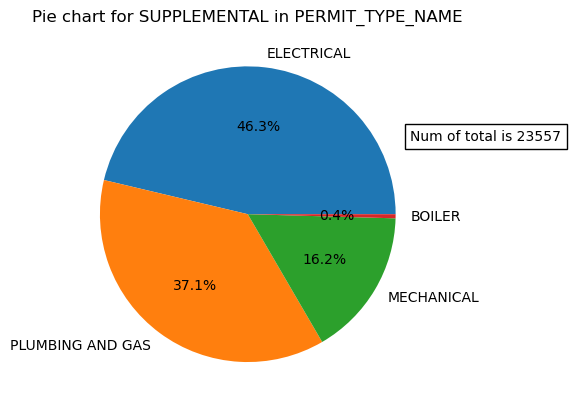 Pie chart for SUPPLEMENTAL in PERMIT_TYPE_NAME
ELECTRICAL
46.3%
Num of total is 23557
0.4%
BOILER
16.2%
37.1%
MECHANICAL
PLUMBING AND GAS